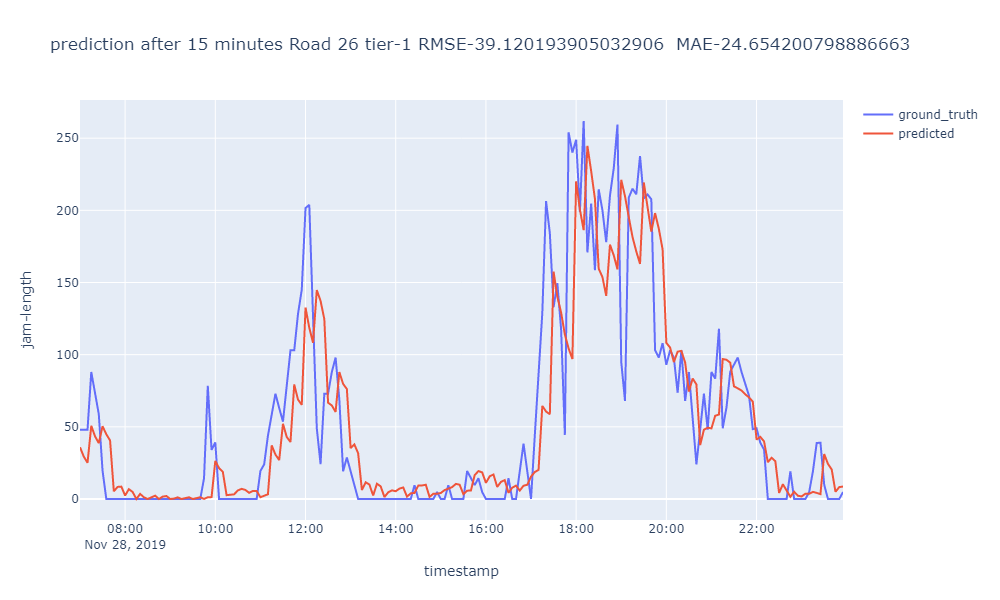 prediction after 15 minutes Road 26 tier-1 RMSE-39.120193905032906  MAE-24.654200798886663
ground_truth
predicted
250
200
150
100
50
0
jam-length
08:00 10:00 12:00 14:00 16:00 18:00 20:00 22:00
Nov 28, 2019
timestamp